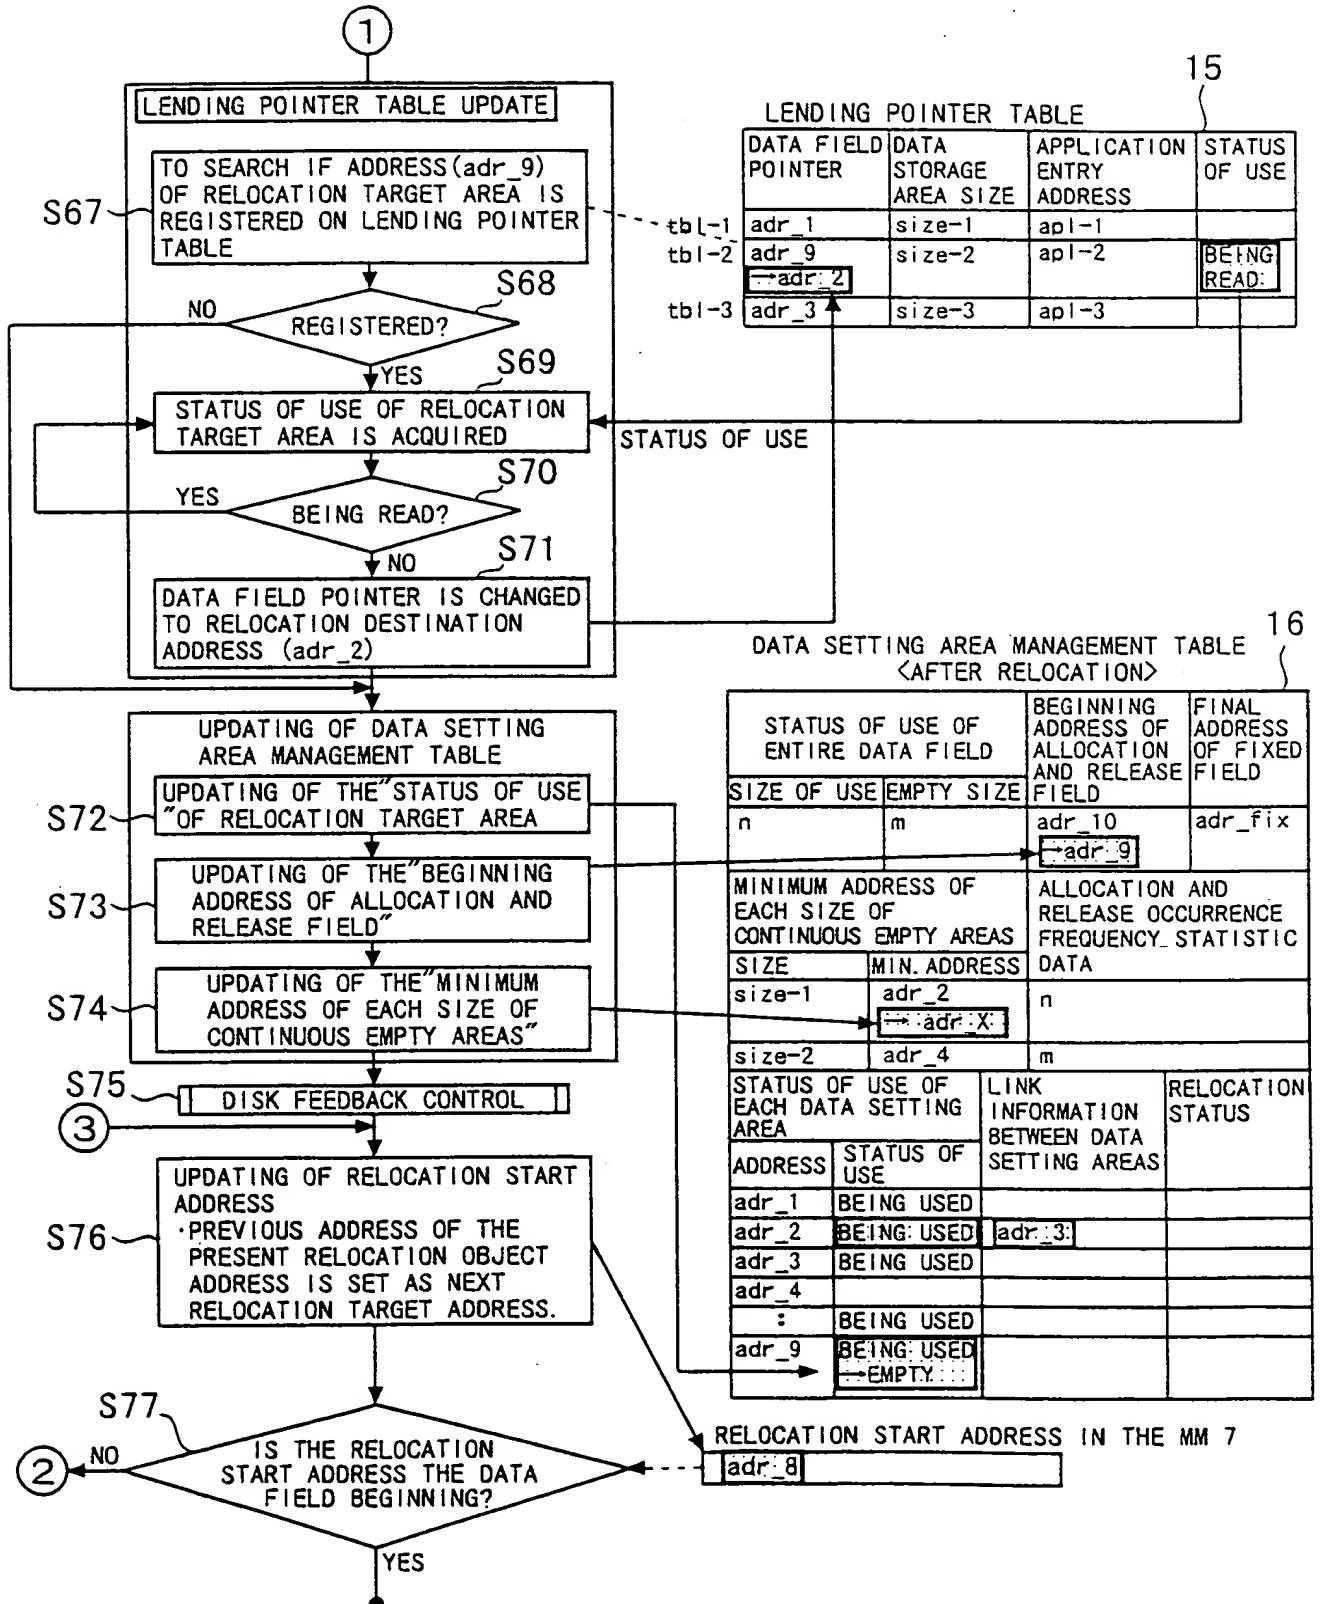 1
LENDING POINTER TABLE UPDATE
TO SEARCH IF ADDRESS(adr_9)
OF RELOCATION TARGET AREA IS
REGISTERED ON LENDING POINTER
TABLE
S67
S68
NO
REGISTERED?
YES
S69
STATUS OF USE OF RELOCATION
TARGET AREA IS ACQUIRED
STATUS OF USE
S70
YES
BEING READ?
NO
S71
DATA FIELD POINTER IS CHANGED
TO RELOCATION DESTINATION
ADDRESS (adr_2)
15
LENDING POINTER TABLE
DATA FIELD POINTER
DATA STORAGE AREA SIZE
APPLICATION ENTRY ADDRESS
STATUS OF USE
tbl-1 adr_1 size-1 apl-1
tbl-2 adr_9 size-2 apl-2 BEING READ
→adr_2
tbl-3 adr_3 size-3 apl-3
UPDATING OF DATA SETTING
AREA MANAGEMENT TABLE
S72
UPDATING OF THE"STATUS OF USE
"OF RELOCATION TARGET AREA
S73
UPDATING OF THE"BEGINNING
ADDRESS OF ALLOCATION AND
RELEASE FIELD"
S74
UPDATING OF THE"MINIMUM
ADDRESS OF EACH SIZE OF
CONTINUOUS EMPTY AREAS"
S75
DISK FEEDBACK CONTROL
3
S76
UPDATING OF RELOCATION START
ADDRESS
·PREVIOUS ADDRESS OF THE
PRESENT RELOCATION OBJECT
ADDRESS IS SET AS NEXT
RELOCATION TARGET ADDRESS.
S77
IS THE RELOCATION
START ADDRESS THE DATA
FIELD BEGINNING?
NO
2
YES
16
DATA SETTING AREA MANAGEMENT TABLE
<AFTER RELOCATION>
STATUS OF USE OF
ENTIRE DATA FIELD
BEGINNING
ADDRESS OF
ALLOCATION
AND RELEASE
FIELD
FINAL
ADDRESS
OF FIXED
FIELD
SIZE OF USE EMPTY SIZE
n m adr_10 adr_fix
→adr_9
MINIMUM ADDRESS OF
EACH SIZE OF
CONTINUOUS EMPTY AREAS
ALLOCATION AND
RELEASE OCCURRENCE
FREQUENCY_STATISTIC
DATA
SIZE MIN. ADDRESS
size-1 adr_2 n
→ adr_X
size-2 adr_4 m
STATUS OF USE OF
EACH DATA SETTING
AREA
LINK
INFORMATION
BETWEEN DATA
SETTING AREAS
RELOCATION
STATUS
ADDRESS STATUS OF USE
adr_1 BEING USED
adr_2 BEING USED adr_3
adr_3 BEING USED
adr_4
: BEING USED
adr_9 BEING USED
→EMPTY
RELOCATION START ADDRESS IN THE MM 7
adr_8